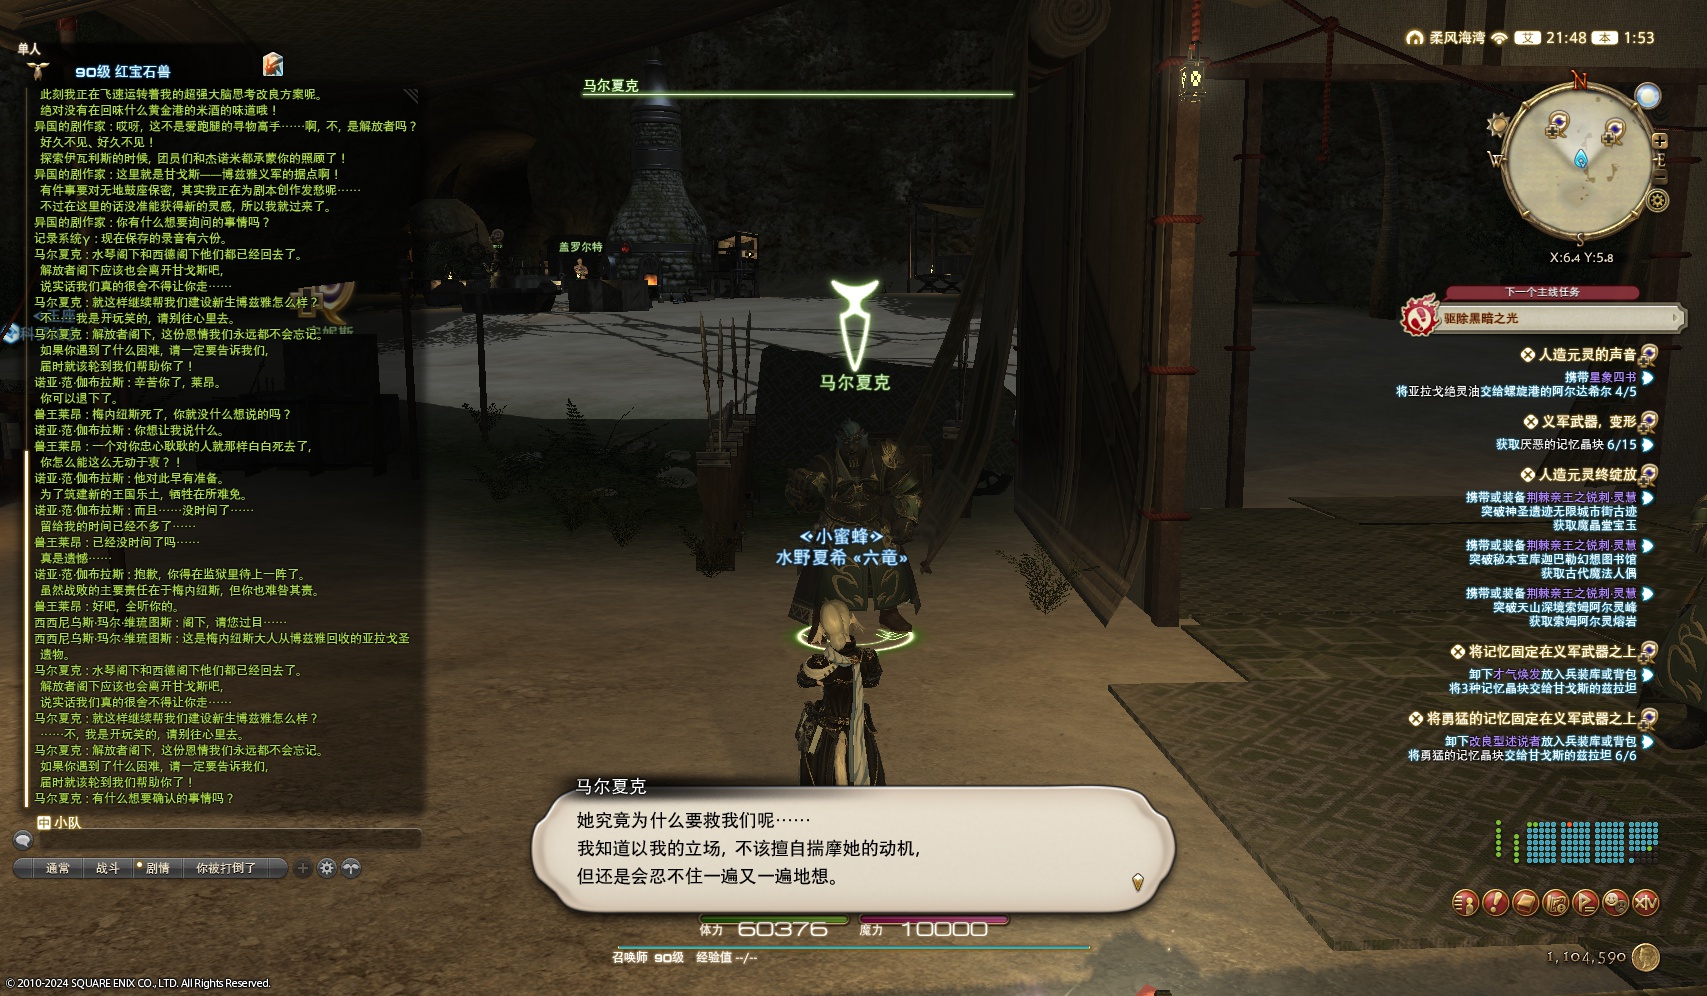 单人
90级 红宝石兽
此刻我正在飞速运转着我的超强大脑思考改良方案呢。
绝对没有在回味什么黄金港的米酒的味道哦！
异国的剧作家：哎呀，这不是爱跑腿的寻物高手……啊，不，是解放者吗？
好久不见、好久不见！
探索伊瓦利斯的时候，团员们和杰诺米都承蒙你的照顾了！
异国的剧作家：这里就是甘戈斯——博兹雅义军的据点啊！
有件事要对无地鼓座保密，其实我正在为剧本创作发愁呢……
不过在这里的话没准能获得新的灵感，所以我就过来了。
异国的剧作家：你有什么想要询问的事情吗？
记录系统γ：现在保存的录音有六份。
马尔夏克：水琴阁下和西德阁下他们都已经回去了。
解放者阁下应该也会离开甘戈斯吧，
说实话我们真的很舍不得让你走……
马尔夏克：就这样继续帮我们建设新生博兹雅怎么样？
……不，我是开玩笑的，请别往心里去。
马尔夏克：解放者阁下，这份恩情我们永远都不会忘记。
如果你遇到了什么困难，请一定要告诉我们，
届时就该轮到我们帮助你了！
诺亚·范·伽布拉斯：辛苦你了，莱昂。
你可以退下了。
兽王莱昂：梅内纽斯死了，你就没什么想说的吗？
诺亚·范·伽布拉斯：你想让我说什么。
兽王莱昂：一个对你忠心耿耿的人就那样白白死去了，
你怎么能这么无动于衷？！
诺亚·范·伽布拉斯：他对此早有准备。
为了筑建新的王国乐土，牺牲在所难免。
诺亚·范·伽布拉斯：而且……没时间了……
留给我的时间已经不多了……
兽王莱昂：已经没时间了吗……
真是遗憾……
诺亚·范·伽布拉斯：抱歉，你得在监狱里待上一阵了。
虽然战败的主要责任在于梅内纽斯，但你也难咎其责。
兽王莱昂：好吧，全听你的。
西西尼乌斯·玛尔·维琉图斯：阁下，请您过目……
西西尼乌斯·玛尔·维琉图斯：这是梅内纽斯大人从博兹雅回收的亚拉戈圣
遗物。
马尔夏克：水琴阁下和西德阁下他们都已经回去了。
解放者阁下应该也会离开甘戈斯吧，
说实话我们真的很舍不得让你走……
马尔夏克：就这样继续帮我们建设新生博兹雅怎么样？
……不，我是开玩笑的，请别往心里去。
马尔夏克：解放者阁下，这份恩情我们永远都不会忘记。
如果你遇到了什么困难，请一定要告诉我们，
届时就该轮到我们帮助你了！
马尔夏克：有什么想要确认的事情吗？
小队
通常 战斗 剧情 你被打倒了
马尔夏克
盖罗尔特
马尔夏克
小蜜蜂
水野夏希 «六竜»
马尔夏克
她究竟为什么要救我们呢……
我知道以我的立场，不该擅自揣摩她的动机，
但还是会忍不住一遍又一遍地想。
体力 60376 魔力 10000
召唤师 90级 经验值 --/--
柔风海湾 艾 21:48 本 1:53
N
W
E
S
X:6.4 Y:5.8
下一个主线任务
驱除黑暗之光
人造元灵的声音
携带星象四书
将亚拉戈绝灵油交给螺旋港的阿尔达希尔 4/5
义军武器，变形
获取厌恶的记忆晶块 6/15
人造元灵终绽放
携带或装备荆棘亲王之锐刺·灵慧
突破神圣遗迹无限城市街古迹
获取魔晶堂宝玉
携带或装备荆棘亲王之锐刺·灵慧
突破秘本宝库迦巴勒幻想图书馆
获取古代魔法人偶
携带或装备荆棘亲王之锐刺·灵慧
突破天山深境索姆阿尔灵峰
获取索姆阿尔灵熔岩
将记忆固定在义军武器之上
卸下才气焕发放入兵装库或背包
将3种记忆晶块交给甘戈斯的兹拉坦
将勇猛的记忆固定在义军武器之上
卸下改良型述说者放入兵装库或背包
将勇猛的记忆晶块交给甘戈斯的兹拉坦 6/6
1,104,590
© 2010-2024 SQUARE ENIX CO., LTD. All Rights Reserved.